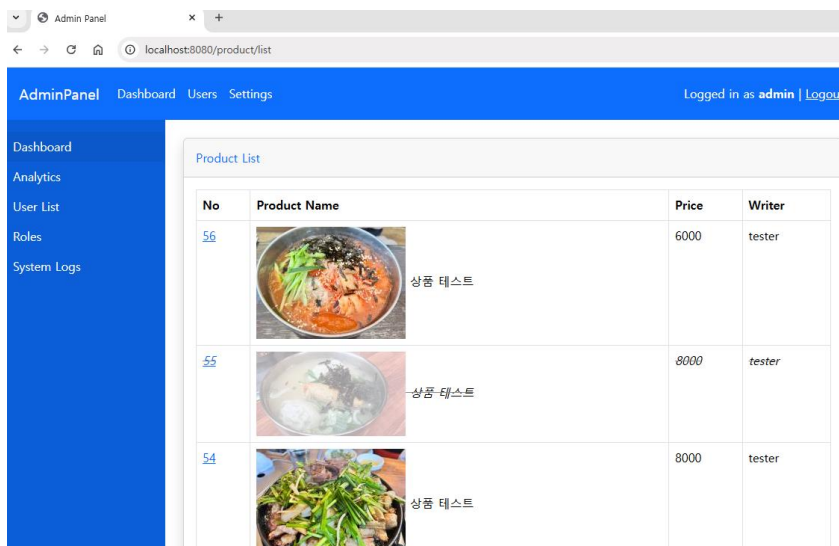 Admin Panel
localhost:8080/product/list
AdminPanel Dashboard Users Settings Logged in as admin | Logou
Dashboard
Analytics
User List
Roles
System Logs
Product List
No Product Name Price Writer
56 상품 테스트 6000 tester
55 상품 테스트 8000 tester
54 상품 테스트 8000 tester